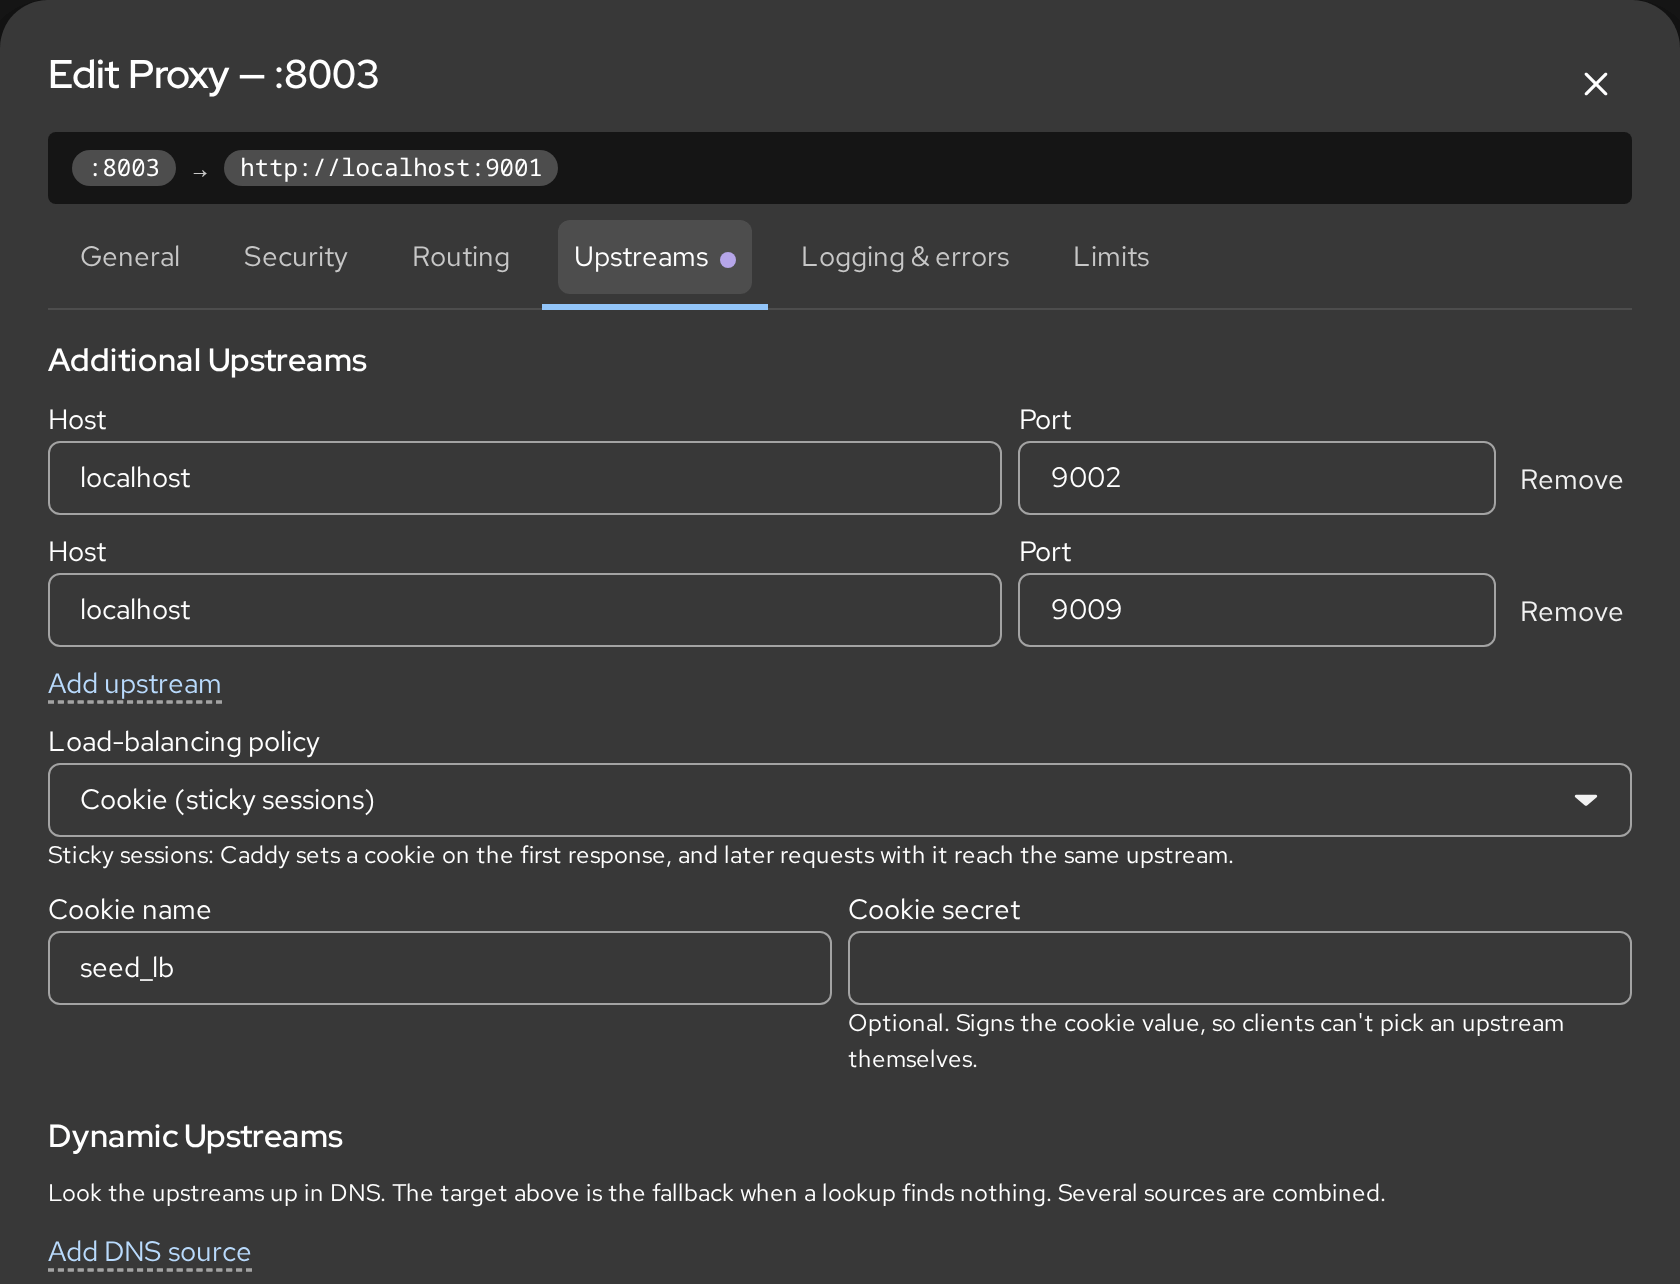 Edit Proxy — :8003
:8003 → http://localhost:9001
General Security Routing Upstreams Logging & errors Limits
Additional Upstreams
Host Port
localhost 9002 Remove
Host Port
localhost 9009 Remove
Add upstream
Load-balancing policy
Cookie (sticky sessions)
Sticky sessions: Caddy sets a cookie on the first response, and later requests with it reach the same upstream.
Cookie name Cookie secret
seed_lb
Optional. Signs the cookie value, so clients can't pick an upstream
themselves.
Dynamic Upstreams
Look the upstreams up in DNS. The target above is the fallback when a lookup finds nothing. Several sources are combined.
Add DNS source